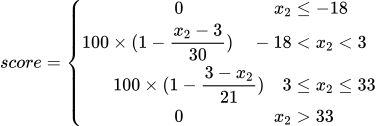 score = { 0 x₂ ≤ −18
100 × (1 − (x₂ − 3)/30) − 18 < x₂ < 3
100 × (1 − (3 − x₂)/21) 3 ≤ x₂ ≤ 33
0 x₂ > 33